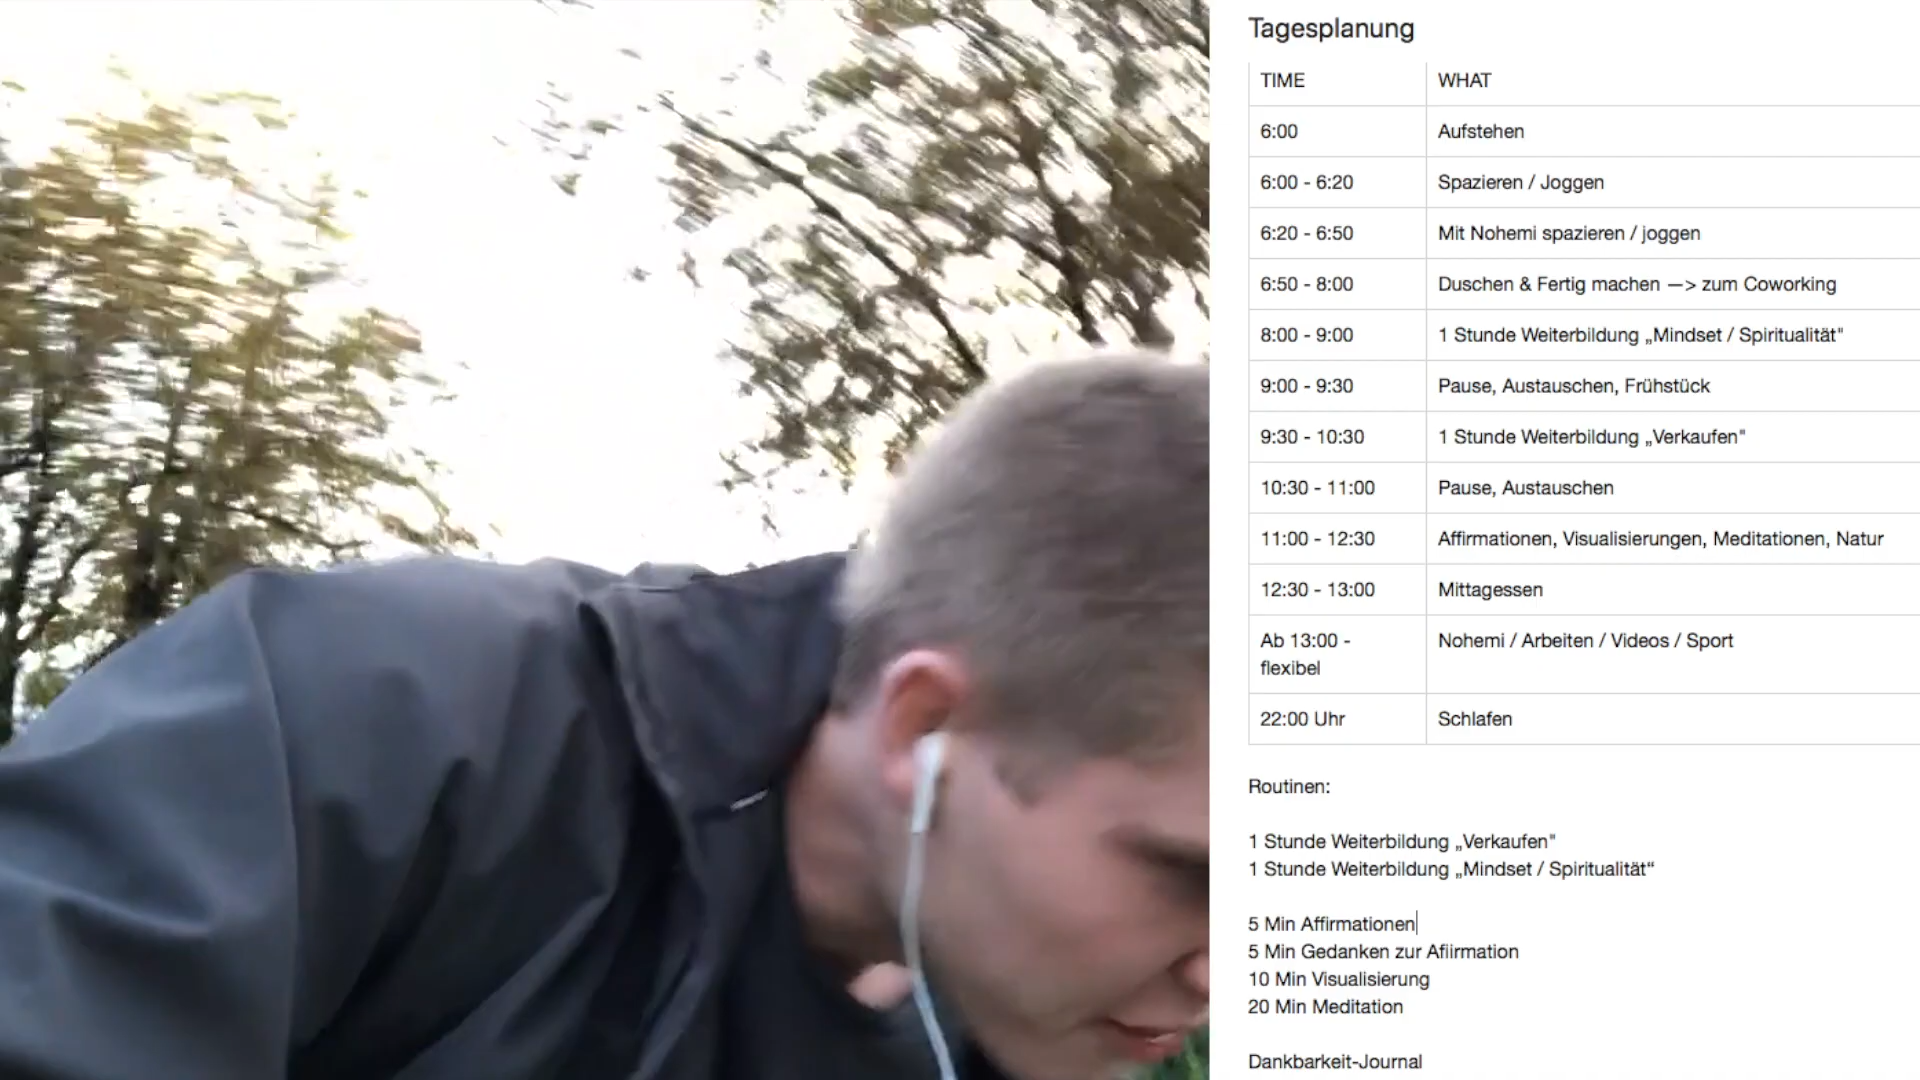 Tagesplanung
TIME WHAT
6:00 Aufstehen
6:00 - 6:20 Spazieren / Joggen
6:20 - 6:50 Mit Nohemi spazieren / joggen
6:50 - 8:00 Duschen & Fertig machen —> zum Coworking
8:00 - 9:00 1 Stunde Weiterbildung „Mindset / Spiritualität"
9:00 - 9:30 Pause, Austauschen, Frühstück
9:30 - 10:30 1 Stunde Weiterbildung „Verkaufen"
10:30 - 11:00 Pause, Austauschen
11:00 - 12:30 Affirmationen, Visualisierungen, Meditationen, Natur
12:30 - 13:00 Mittagessen
Ab 13:00 - Nohemi / Arbeiten / Videos / Sport
flexibel
22:00 Uhr Schlafen
Routinen:
1 Stunde Weiterbildung „Verkaufen"
1 Stunde Weiterbildung „Mindset / Spiritualität“
5 Min Affirmationen
5 Min Gedanken zur Afiirmation
10 Min Visualisierung
20 Min Meditation
Dankbarkeit-Journal